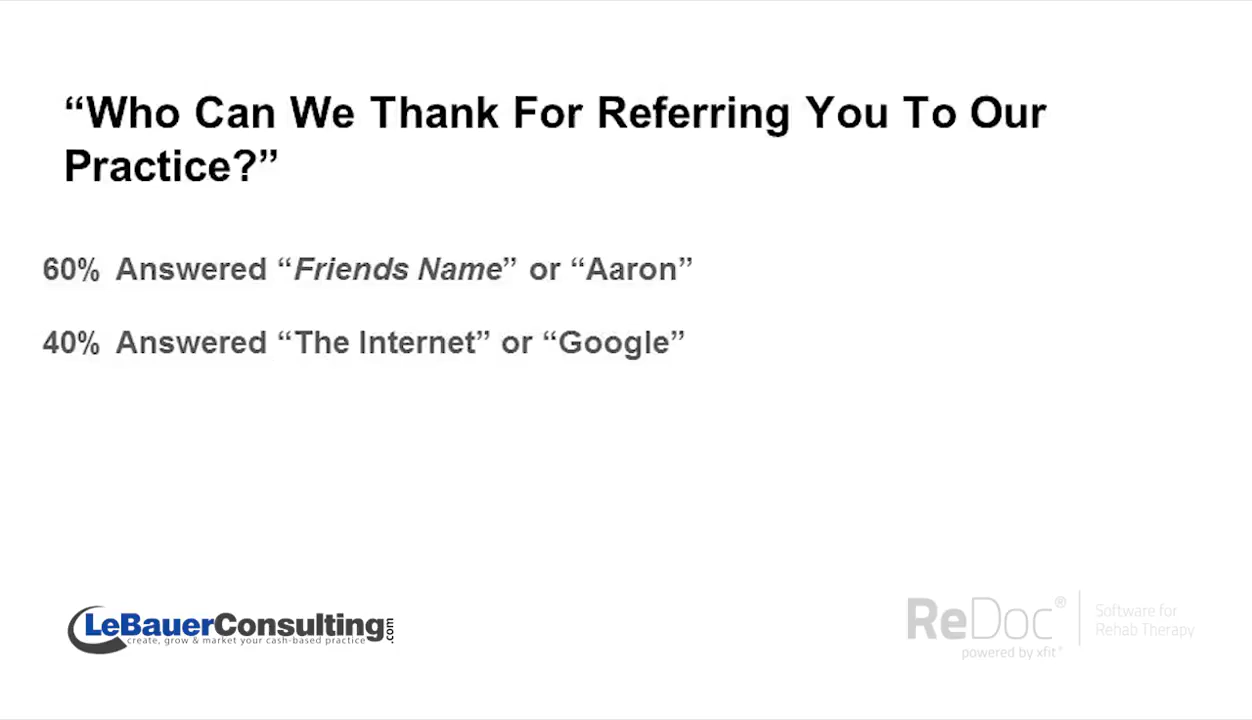 “Who Can We Thank For Referring You To Our
Practice?”
60% Answered “Friends Name” or “Aaron”
40% Answered “The Internet” or “Google”
LeBauerConsulting.com
create, grow & market your cash-based practice
ReDoc® Software for
Rehab Therapy
powered by xfit®